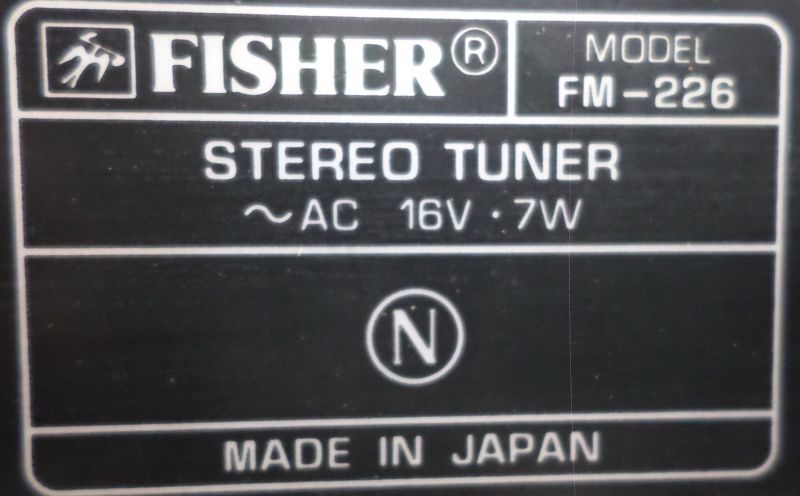 FISHER®
MODEL
FM-226
STEREO TUNER
~AC 16V·7W
N
MADE IN JAPAN